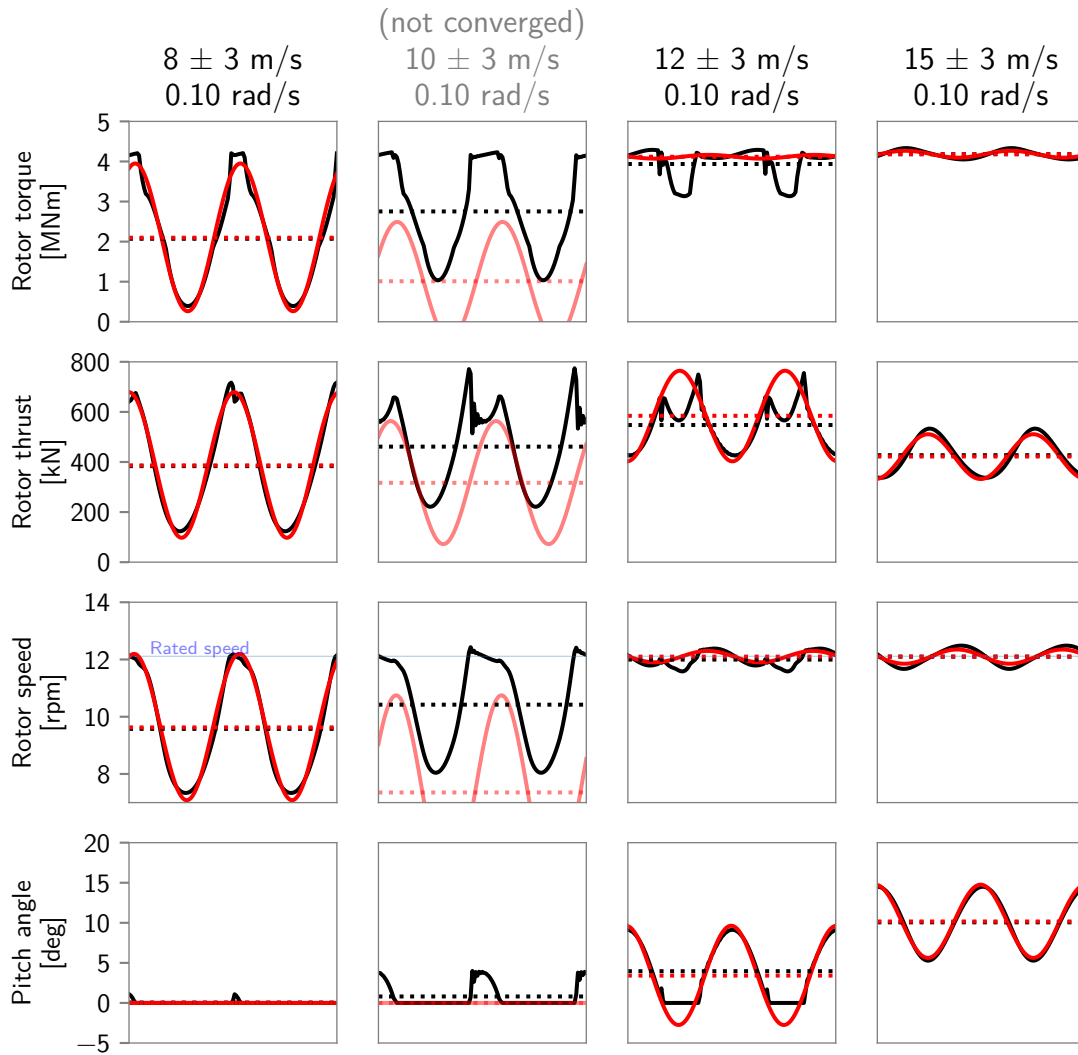 (not converged)
8 ± 3 m/s
10 ± 3 m/s
12 ± 3 m/s
15 ± 3 m/s
0.10 rad/s
0.10 rad/s
0.10 rad/s
0.10 rad/s
Rotor torque
[MNm]
5
4
3
2
1
0
Rotor thrust
[kN]
800
600
400
200
0
Rotor speed
[rpm]
14
12
10
8
Rated speed
Pitch angle
[deg]
20
15
10
5
0
−5